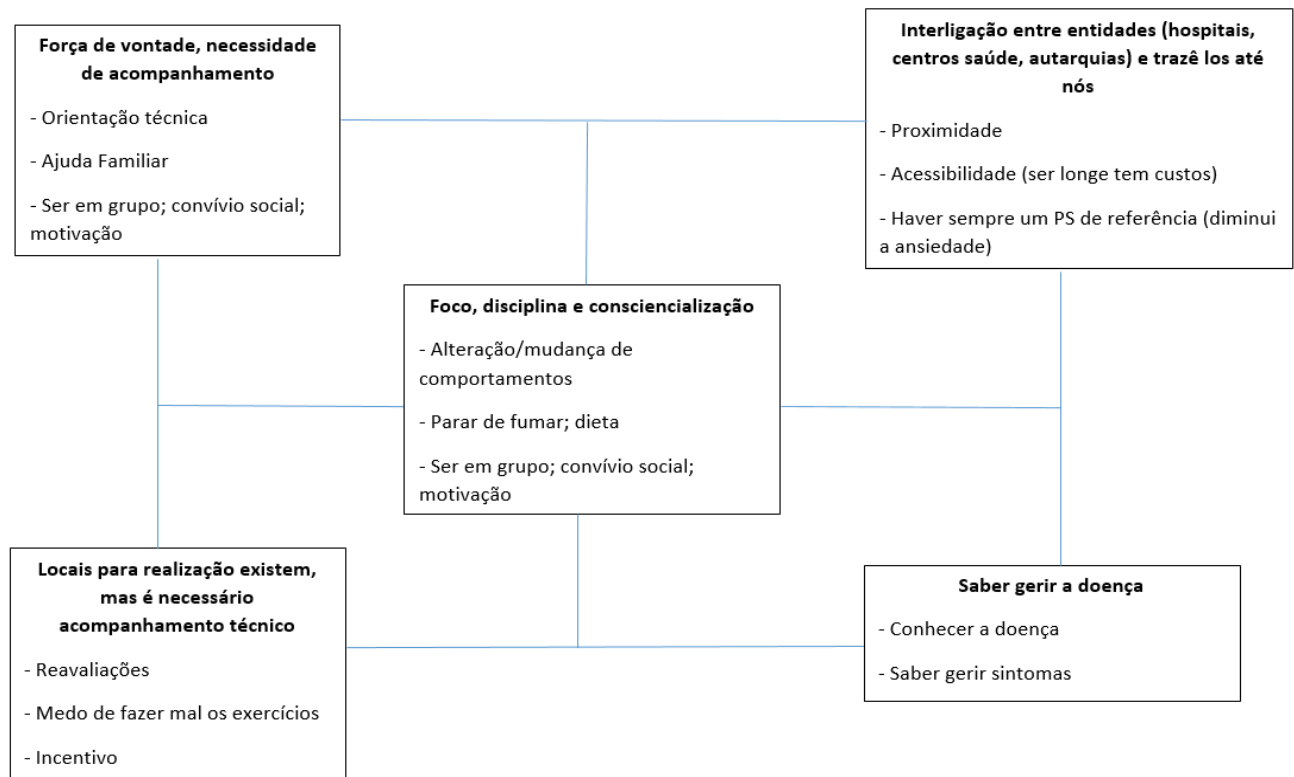 Força de vontade, necessidade
de acompanhamento
- Orientação técnica
- Ajuda Familiar
- Ser em grupo; convívio social;
motivação
Interligação entre entidades (hospitais,
centros saúde, autarquias) e trazê los até
nós
- Proximidade
- Acessibilidade (ser longe tem custos)
- Haver sempre um PS de referência (diminui
a ansiedade)
Foco, disciplina e consciencialização
- Alteração/mudança de
comportamentos
- Parar de fumar; dieta
- Ser em grupo; convívio social;
motivação
Locais para realização existem,
mas é necessário
acompanhamento técnico
- Reavaliações
- Medo de fazer mal os exercícios
- Incentivo
Saber gerir a doença
- Conhecer a doença
- Saber gerir sintomas